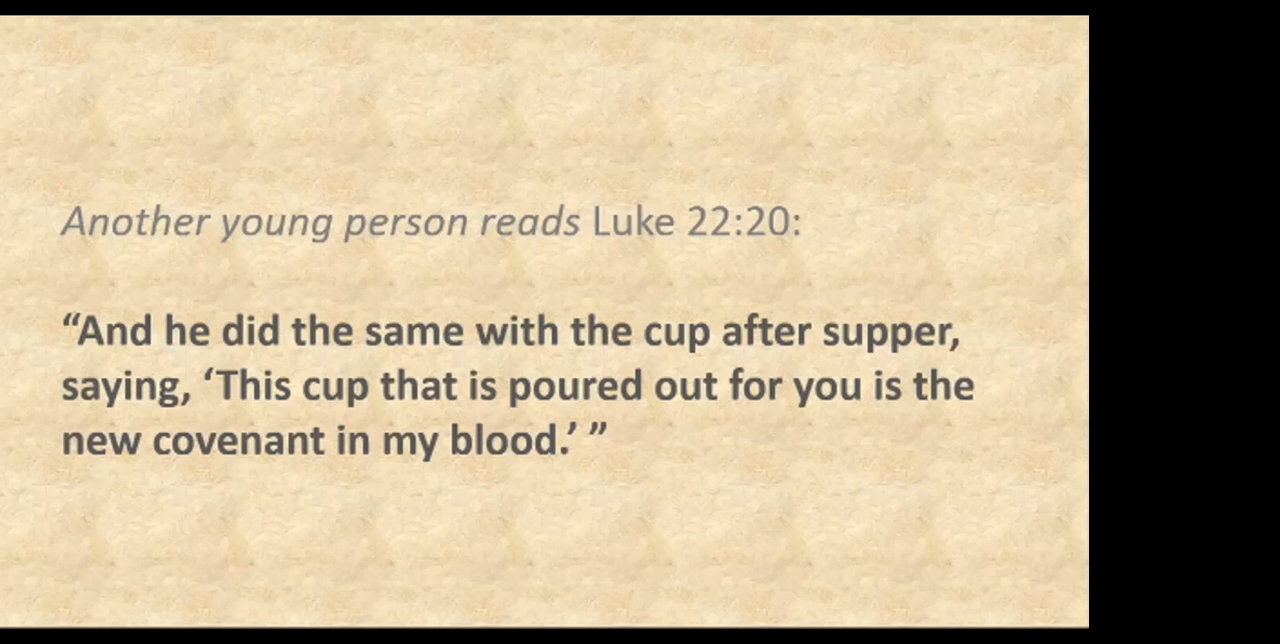 Another young person reads Luke 22:20:
“And he did the same with the cup after supper,
saying, ‘This cup that is poured out for you is the
new covenant in my blood.’ ”